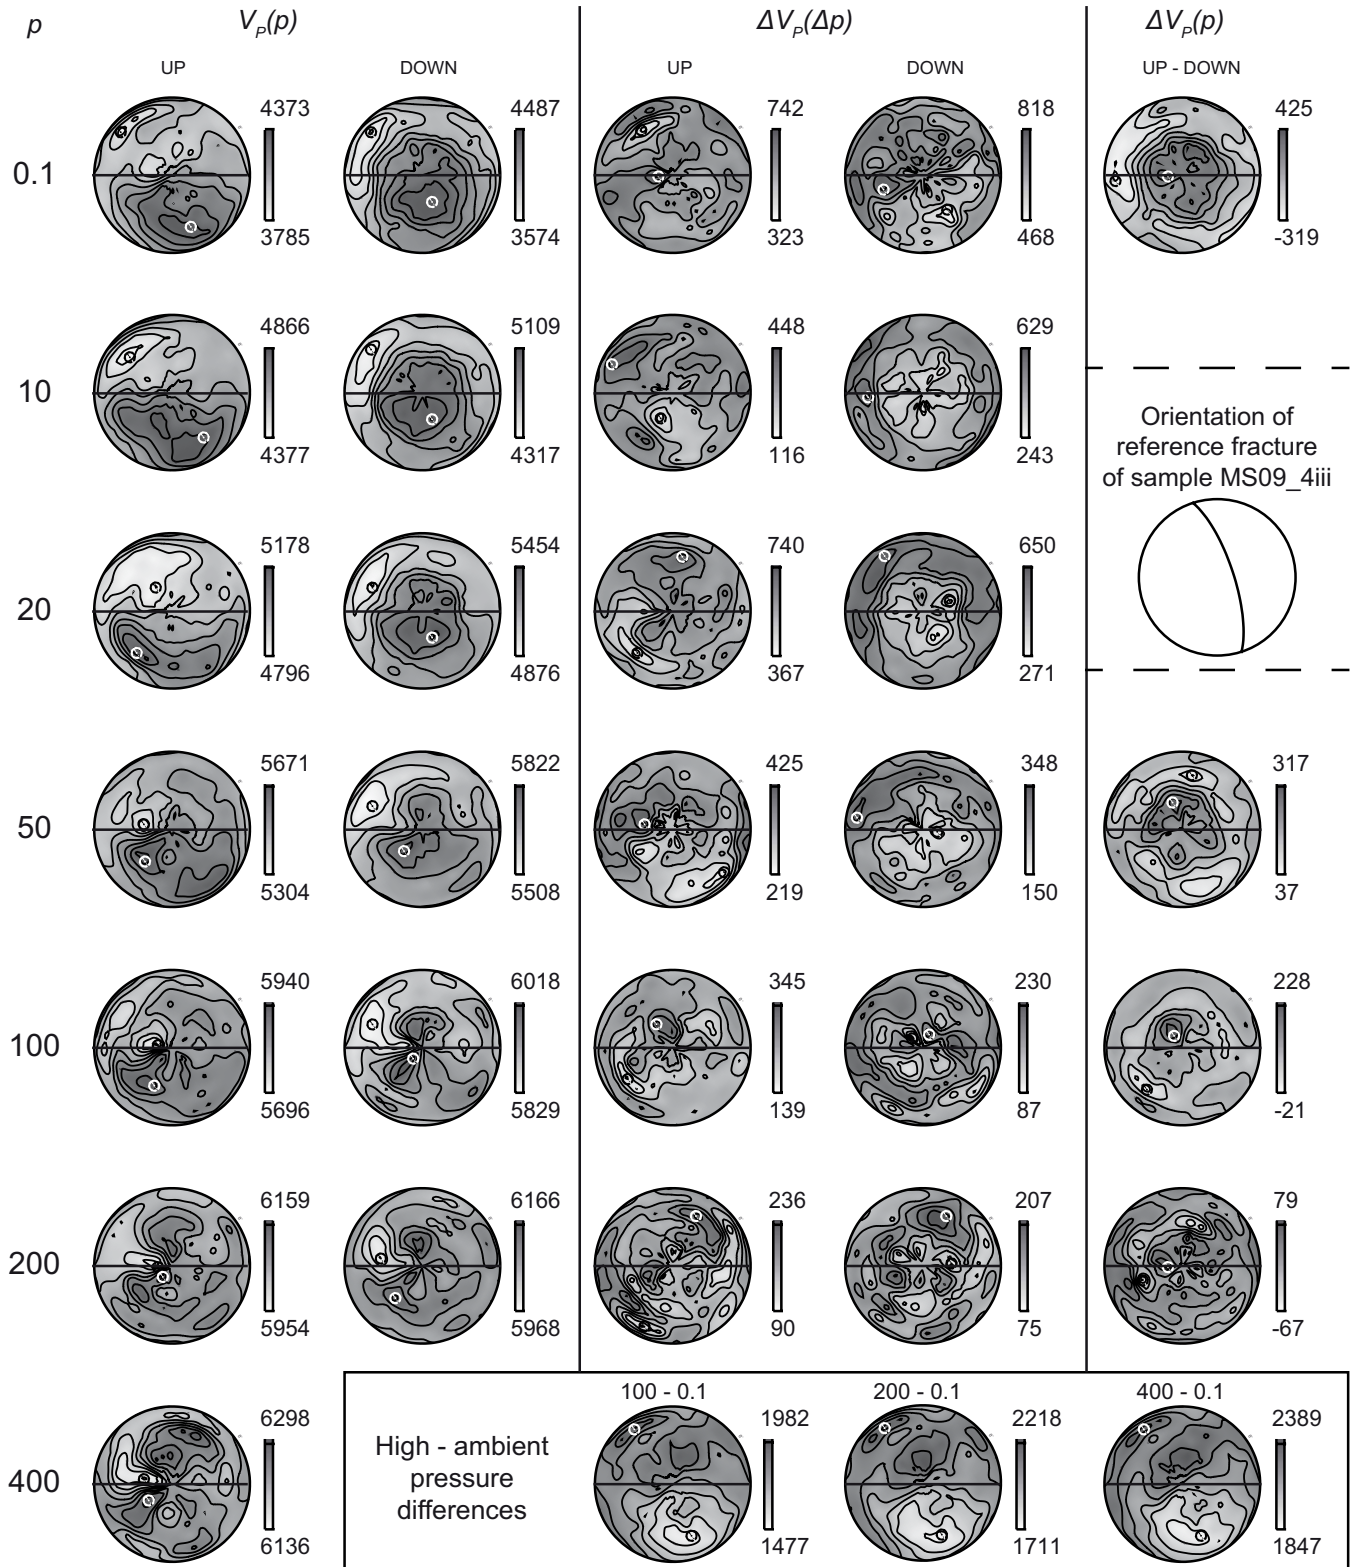 p V_P(p) ΔV_P(Δp) ΔV_P(p)
UP DOWN UP DOWN UP - DOWN
4373 4487 742 818 425
0.1
3785 3574 323 468 -319
4866 5109 448 629
10
4377 4317 116 243
Orientation of
reference fracture
of sample MS09_4iii
5178 5454 740 650
20
4796 4876 367 271
5671 5822 425 348 317
50
5304 5508 219 150 37
5940 6018 345 230 228
100
5696 5829 139 87 -21
6159 6166 236 207 79
200
5954 5968 90 75 -67
100 - 0.1 200 - 0.1 400 - 0.1
6298 1982 2218 2389
400
High - ambient
pressure
differences
6136 1477 1711 1847